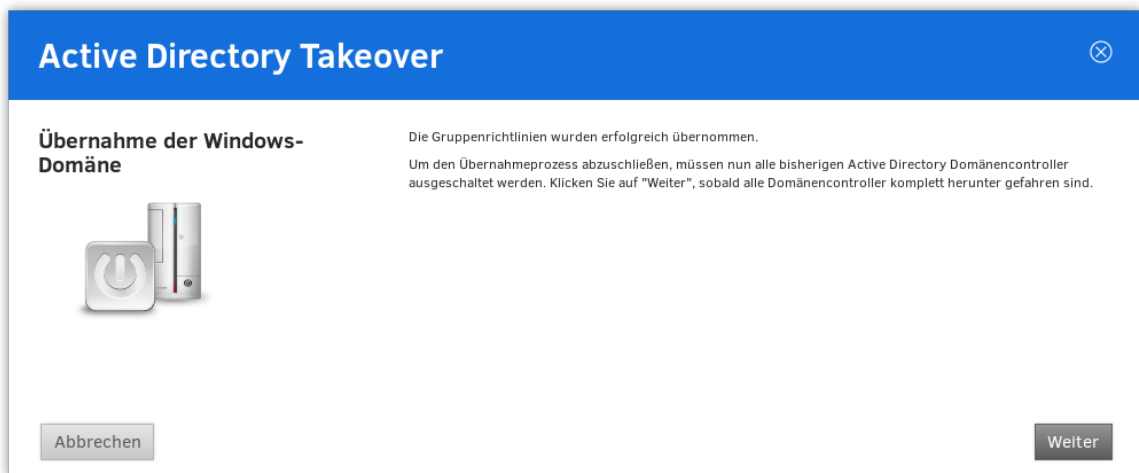 Active Directory Takeover
Übernahme der Windows-
Domäne
Die Gruppenrichtlinien wurden erfolgreich übernommen.
Um den Übernahmeprozess abzuschließen, müssen nun alle bisherigen Active Directory Domänencontroller
ausgeschaltet werden. Klicken Sie auf "Weiter", sobald alle Domänencontroller komplett herunter gefahren sind.
Abbrechen
Weiter